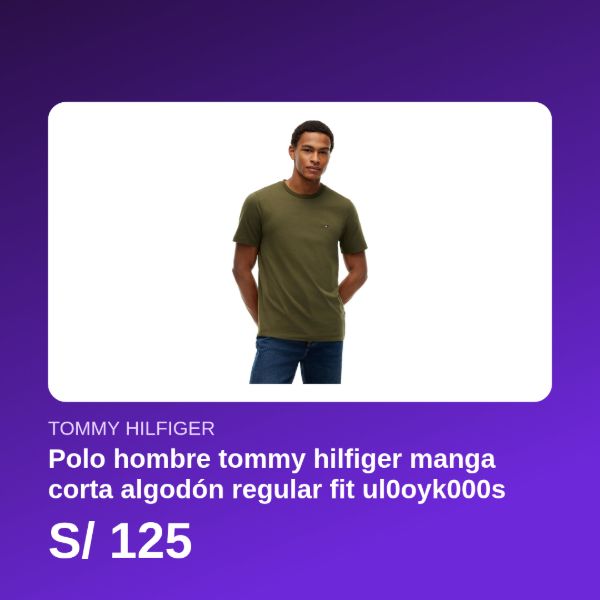 TOMMY HILFIGER
Polo hombre tommy hilfiger manga
corta algodón regular fit ul0oyk000s
S/ 125